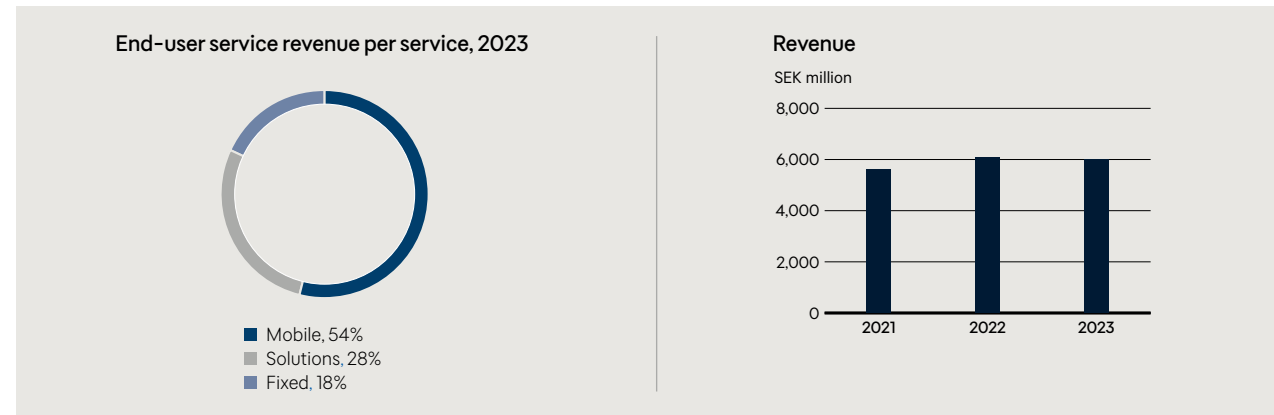 End-user service revenue per service, 2023
Mobile, 54%
Solutions, 28%
Fixed, 18%
Revenue
SEK million
8,000
6,000
4,000
2,000
0
2021 2022 2023